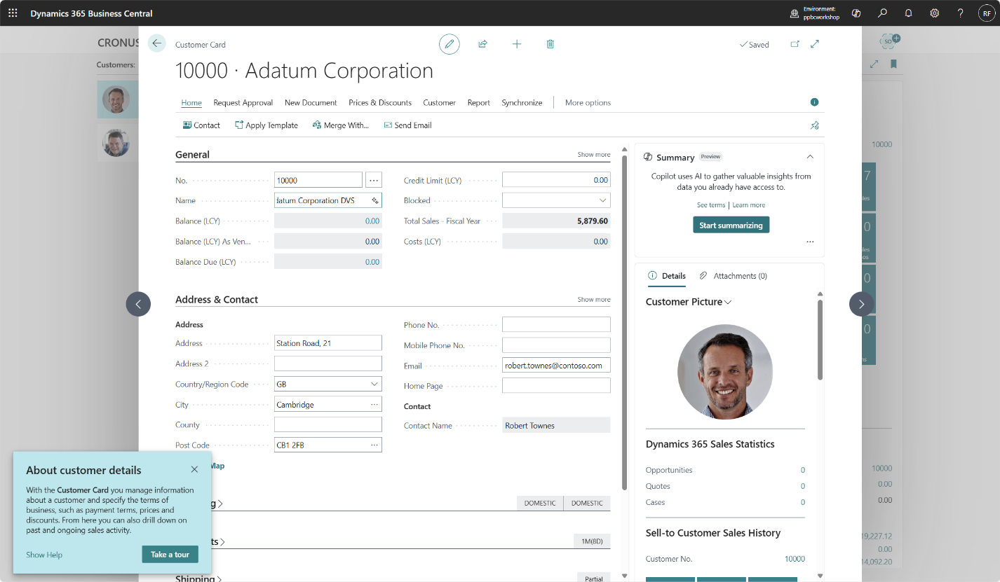 Dynamics 365 Business Central
Environment:
ppbcworkshop
RF
CRONUS
Customers:
Customer Card
Saved
SO
10000 · Adatum Corporation
Home Request Approval New Document Prices & Discounts Customer Report Synchronize More options
Contact Apply Template Merge With... Send Email
General Show more
No. 10000 ...
Name datum Corporation DVS
Balance (LCY) 0.00
Balance (LCY) As Ven... 0.00
Balance Due (LCY) 0.00
Credit Limit (LCY) 0.00
Blocked
Total Sales - Fiscal Year 5,879.60
Costs (LCY) 0.00
Address & Contact Show more
Address
Address Station Road, 21
Address 2
Country/Region Code GB
City Cambridge ...
County
Post Code CB1 2FB ...
Map
Phone No.
Mobile Phone No.
Email robert.townes@contoso.com
Home Page
Contact
Contact Name Robert Townes
DOMESTIC DOMESTIC
1M(8D)
Shipping Partial
Summary Preview
Copilot uses AI to gather valuable insights from
data you already have access to.
See terms | Learn more
Start summarizing
...
Details Attachments (0)
Customer Picture
Dynamics 365 Sales Statistics
Opportunities 0
Quotes 0
Cases 0
Sell-to Customer Sales History
Customer No. 10000
About customer details
With the Customer Card you manage information
about a customer and specify the terms of
business, such as payment terms, prices and
discounts. From here you can also drill down on
past and ongoing sales activity.
Show Help Take a tour
10000
7
0
0
0
10000
0.00
0.00
19,227.12
0.00
14,092.20